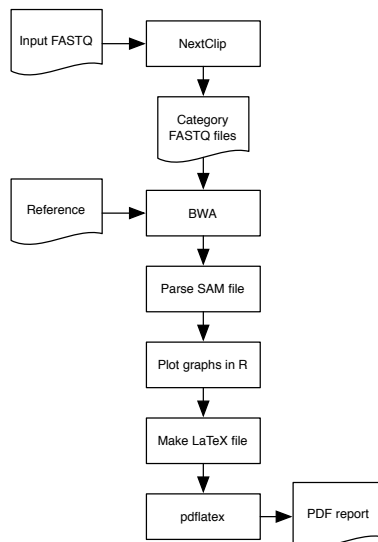 Input FASTQ
NextClip
Category
FASTQ files
Reference
BWA
Parse SAM file
Plot graphs in R
Make LaTeX file
pdflatex
PDF report